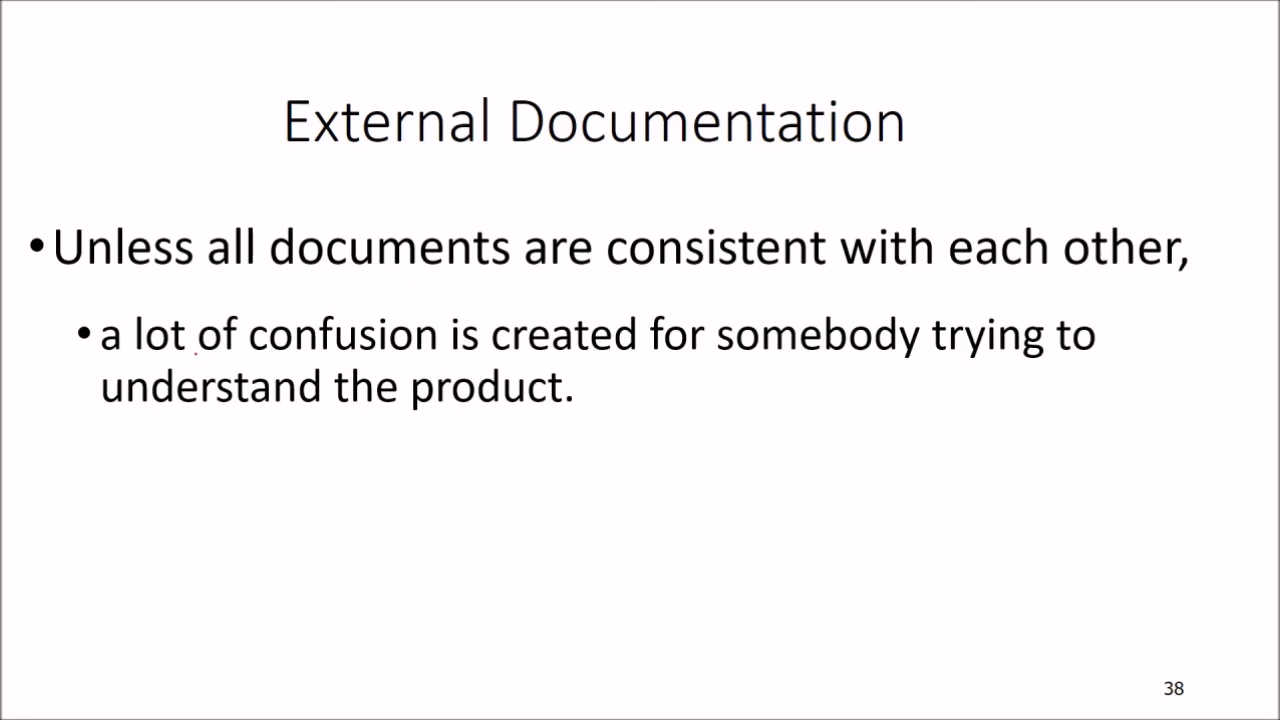 External Documentation
•Unless all documents are consistent with each other,
•a lot of confusion is created for somebody trying to
understand the product.
38